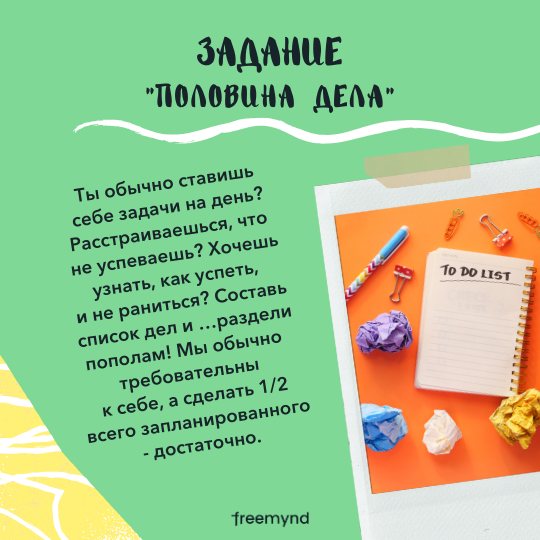 ЗАДАНИЕ
"ПОЛОВИНА ДЕЛА"
Ты обычно ставишь
себе задачи на день?
Расстраиваешься, что
не успеваешь? Хочешь
узнать, как успеть,
и не раниться? Составь
список дел и ...раздели
пополам! Мы обычно
требовательны
к себе, а сделать 1/2
всего запланированного
- достаточно.
TO DO LIST
freemynd